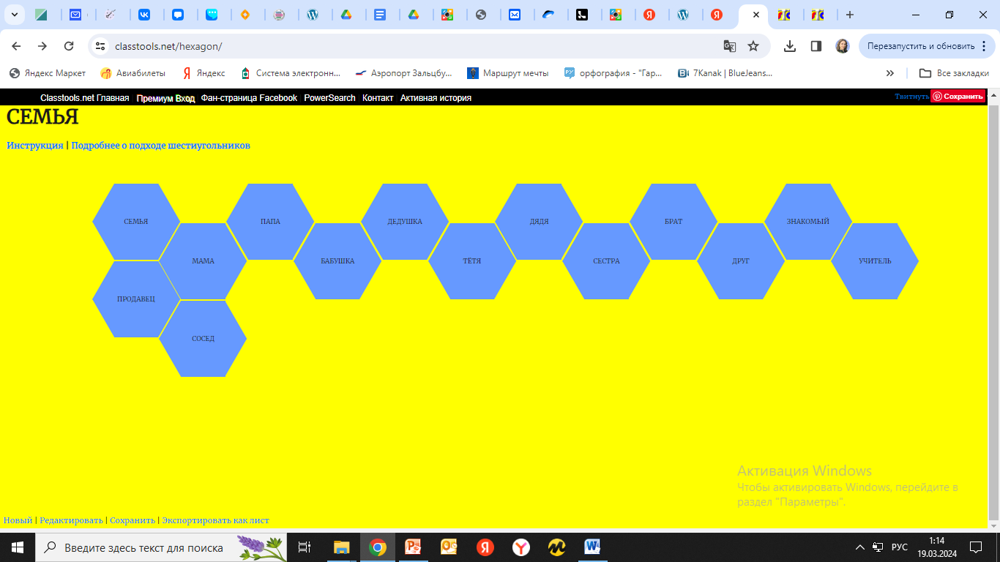 classtools.net/hexagon/
Перезапустить и обновить
Яндекс Маркет
Авиабилеты
Яндекс
Система электронн...
Аэропорт Зальцбу...
Маршрут мечты
орфография - "Гар...
7Kanak | BlueJeans...
Все закладки
Classtools.net Главная
Премиум Вход
Фан-страница Facebook
PowerSearch
Контакт
Активная история
Твитнуть
Сохранить
СЕМЬЯ
Инструкция | Подробнее о подходе шестиугольников
СЕМЬЯ
ПАПА
ДЕДУШКА
ДЯДЯ
БРАТ
ЗНАКОМЫЙ
МАМА
БАБУШКА
ТЁТЯ
СЕСТРА
ДРУГ
УЧИТЕЛЬ
ПРОДАВЕЦ
СОСЕД
Активация Windows
Чтобы активировать Windows, перейдите в
раздел "Параметры".
Новый | Редактировать | Сохранить | Экспортировать как лист
Введите здесь текст для поиска
РУС
1:14
19.03.2024